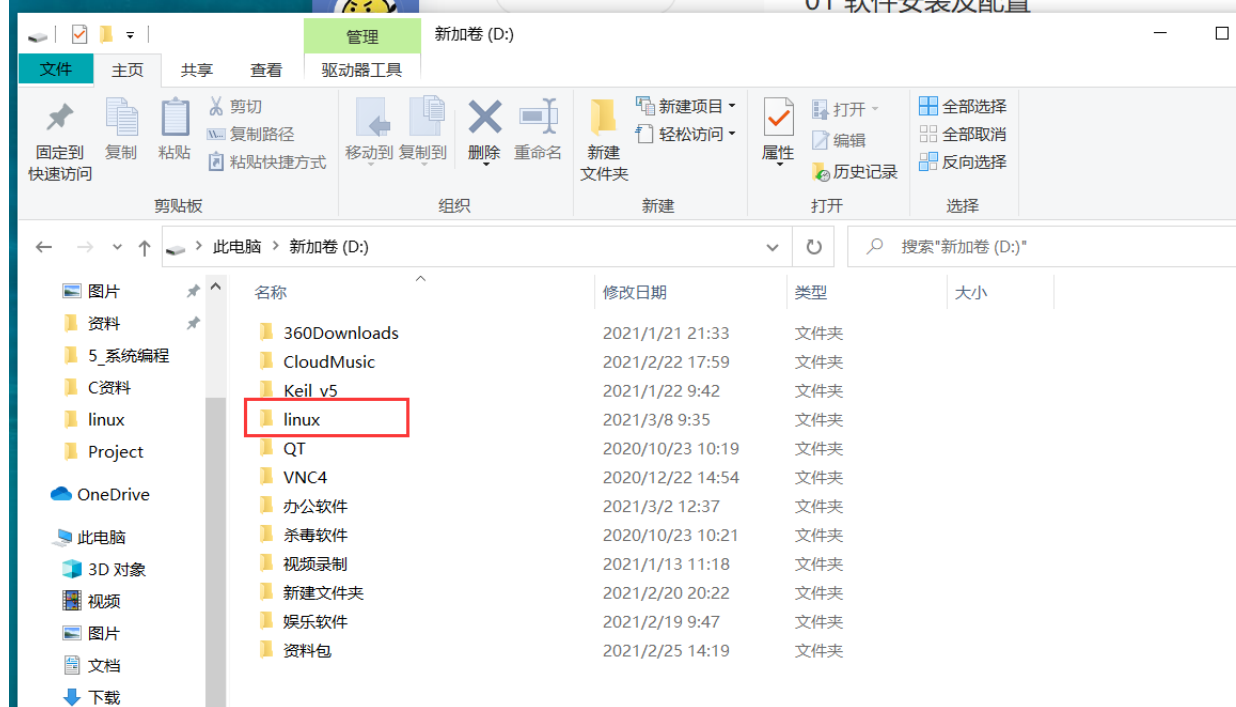 01 软件安装及配置
管理
新加卷 (D:)
文件
主页
共享
查看
驱动器工具
固定到
快速访问
复制
粘贴
剪切
复制路径
粘贴快捷方式
剪贴板
移动到
复制到
删除
重命名
组织
新建
文件夹
新建项目
轻松访问
新建
属性
打开
编辑
历史记录
打开
全部选择
全部取消
反向选择
选择
此电脑 > 新加卷 (D:)
搜索"新加卷 (D:)"
图片
资料
5_系统编程
C资料
linux
Project
OneDrive
此电脑
3D 对象
视频
图片
文档
下载
名称 修改日期 类型 大小
360Downloads 2021/1/21 21:33 文件夹
CloudMusic 2021/2/22 17:59 文件夹
Keil_v5 2021/1/22 9:42 文件夹
linux 2021/3/8 9:35 文件夹
QT 2020/10/23 10:19 文件夹
VNC4 2020/12/22 14:54 文件夹
办公软件 2021/3/2 12:37 文件夹
杀毒软件 2020/10/23 10:21 文件夹
视频录制 2021/1/13 11:18 文件夹
新建文件夹 2021/2/20 20:22 文件夹
娱乐软件 2021/2/19 9:47 文件夹
资料包 2021/2/25 14:19 文件夹